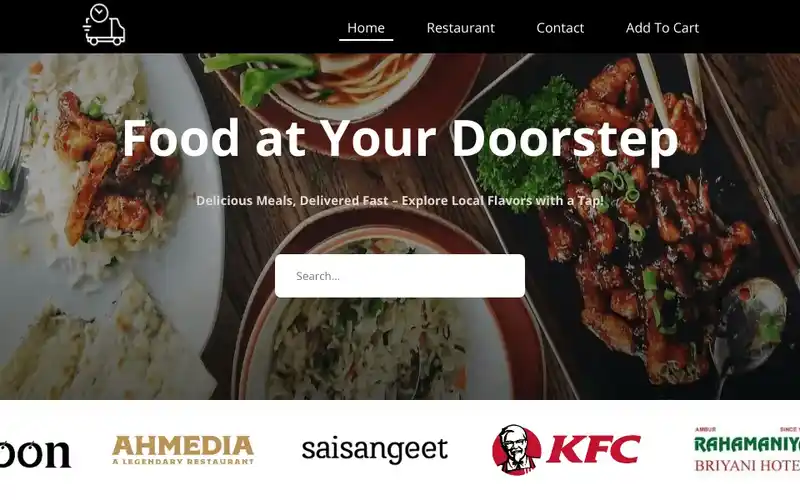 Home Restaurant Contact Add To Cart
Food at Your Doorstep
Delicious Meals, Delivered Fast – Explore Local Flavors with a Tap!
Search...
oon
AHMEDIA
A LEGENDARY RESTAURANT
saisangeet
KFC
AMBUR SINCE
RAHAMANIY
BRIYANI HOTE